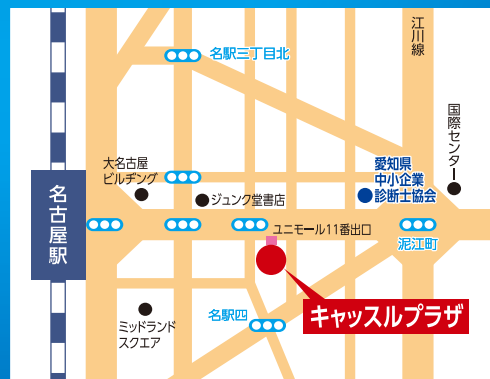 江川線
名駅三丁目北
国際センター
大名古屋
ビルヂング
愛知県
中小企業
診断士協会
ジュンク堂書店
名古屋駅
ユニモール11番出口
泥江町
キャッスルプラザ
名駅四
ミッドランド
スクエア